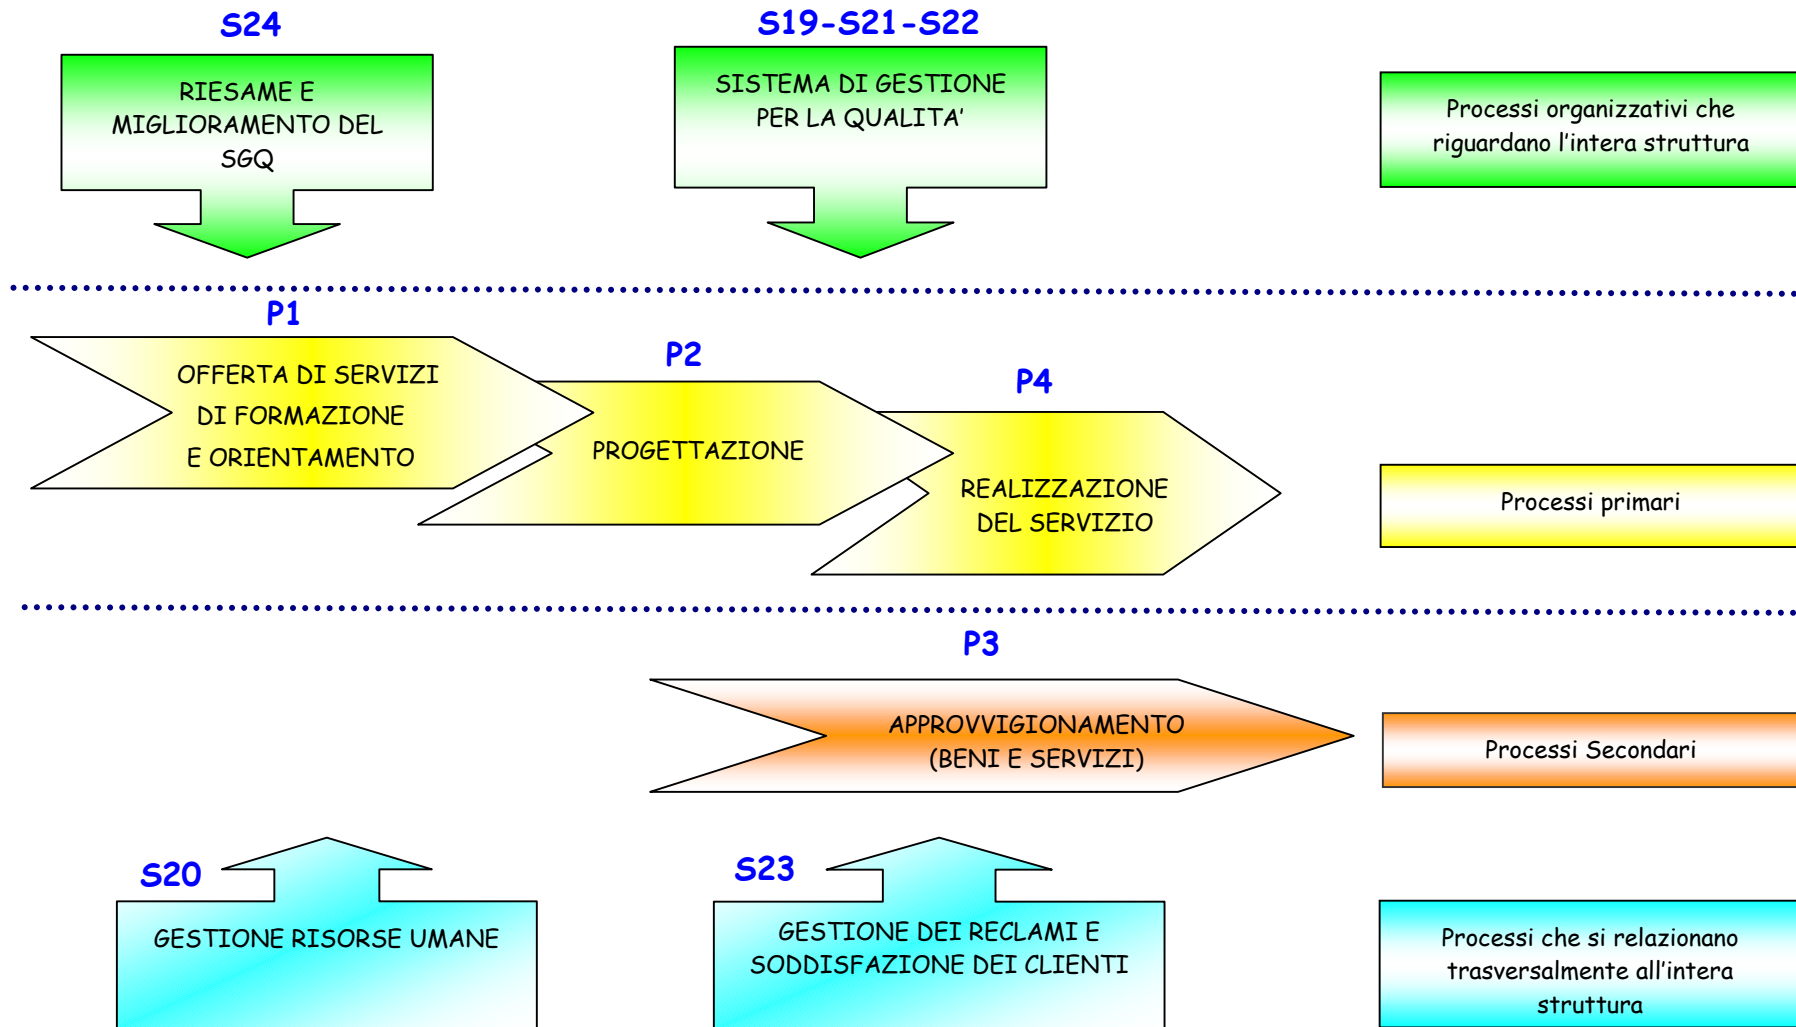 S24
RIESAME E
MIGLIORAMENTO DEL
SGQ
S19-S21-S22
SISTEMA DI GESTIONE
PER LA QUALITA'
Processi organizzativi che
riguardano l'intera struttura
P1
OFFERTA DI SERVIZI
DI FORMAZIONE
E ORIENTAMENTO
P2
PROGETTAZIONE
P4
REALIZZAZIONE
DEL SERVIZIO
Processi primari
P3
APPROVVIGIONAMENTO
(BENI E SERVIZI)
Processi Secondari
S20
GESTIONE RISORSE UMANE
S23
GESTIONE DEI RECLAMI E
SODDISFAZIONE DEI CLIENTI
Processi che si relazionano
trasversalmente all'intera
struttura